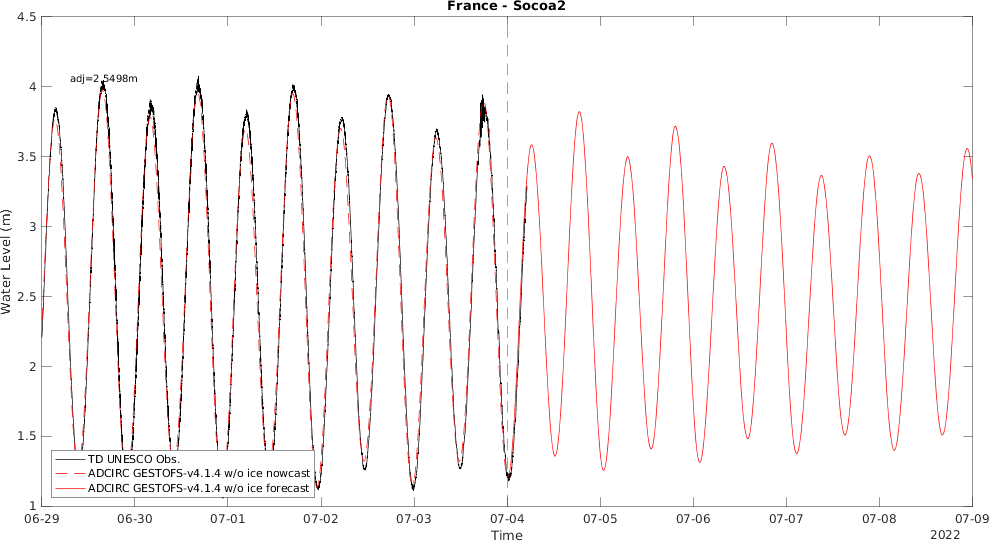 France - Socoa2
4.5
4
3.5
3
2.5
2
1.5
1
Water Level (m)
adj=2.5498m
TD UNESCO Obs.
ADCIRC GESTOFS-v4.1.4 w/o ice nowcast
ADCIRC GESTOFS-v4.1.4 w/o ice forecast
06-29 06-30 07-01 07-02 07-03 07-04 07-05 07-06 07-07 07-08 07-09
Time
2022